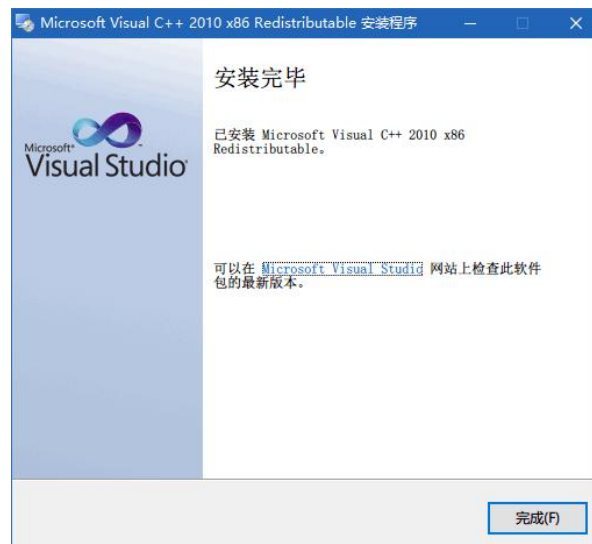 Microsoft Visual C++ 2010 x86 Redistributable 安装程序
安装完毕
已安装 Microsoft Visual C++ 2010 x86
Redistributable。
Microsoft®
Visual Studio®
可以在 Microsoft Visual Studio 网站上检查此软件
包的最新版本。
完成(F)